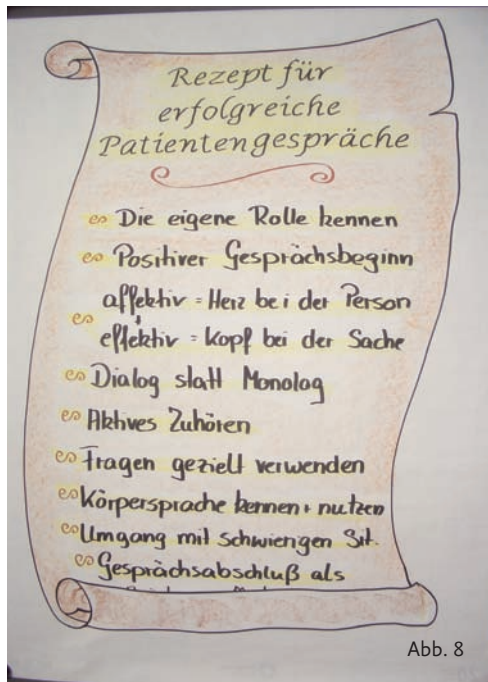 Rezept für
erfolgreiche
Patientengespräche
Die eigene Rolle kennen
Positiver Gesprächsbeginn
affektiv = Herz bei der Person
effektiv = Kopf bei der Sache
Dialog statt Monolog
Aktives Zuhören
Fragen gezielt verwenden
Körpersprache kennen + nutzen
Umgang mit schwierigen Sit.
Gesprächsabschluß als
Abb. 8